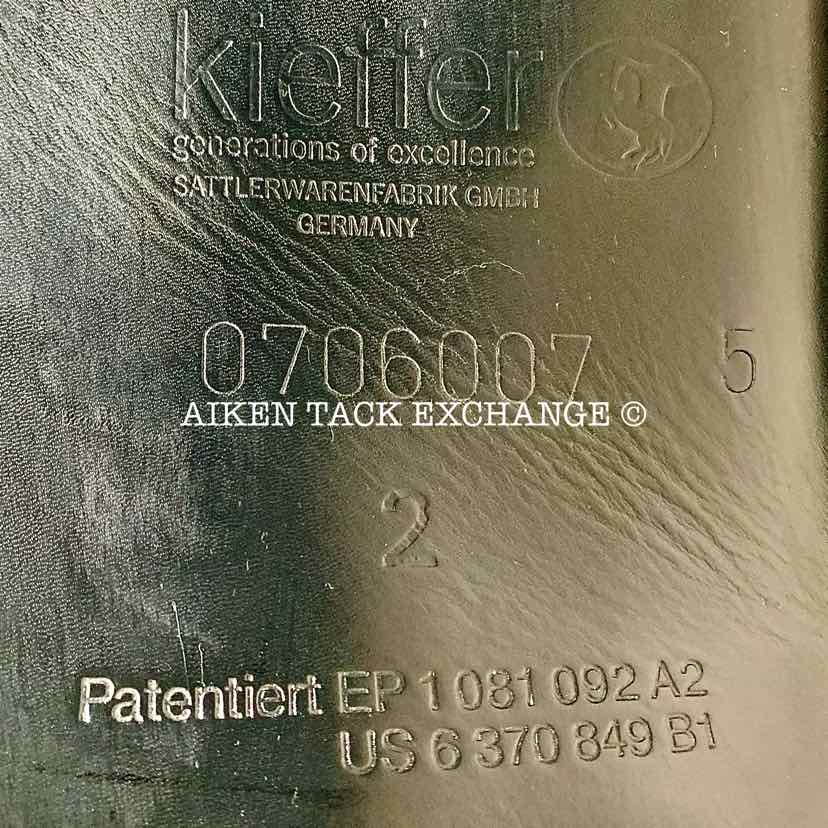 kieffer
generations of excellence
SATTLERWARENFABRIK GMBH
GERMANY
0706007 5
AIKEN TACK EXCHANGE ©
2
Patentiert EP 1 081 092 A2
US 6 370 849 B1